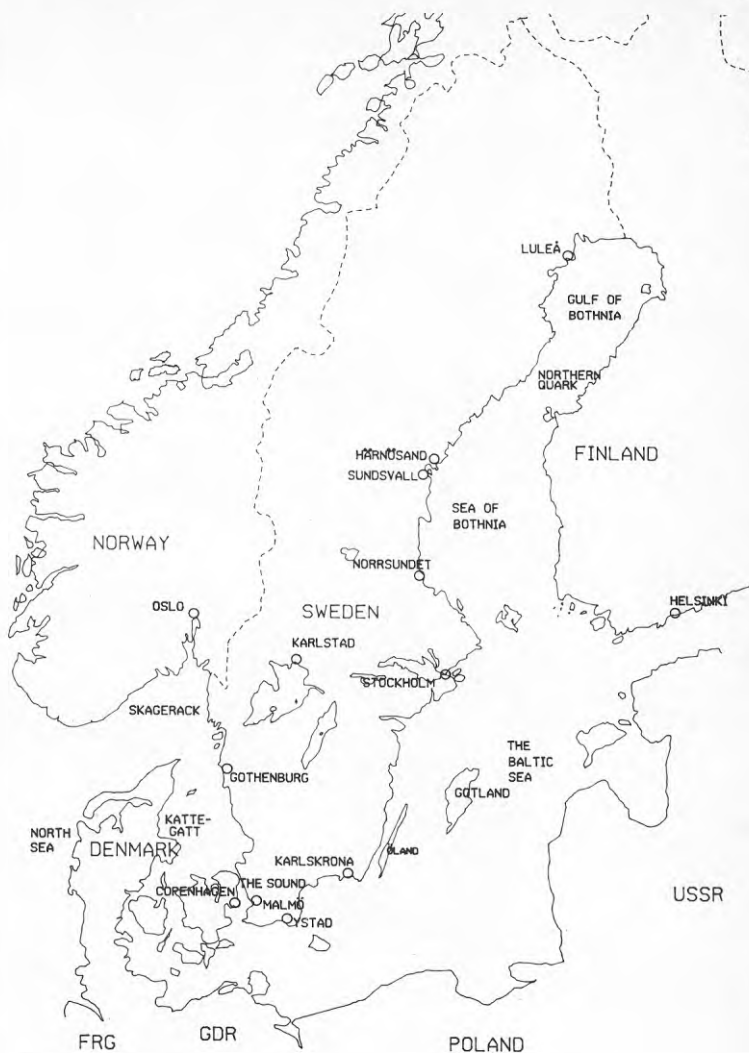 LULEÅ
GULF OF
BOTHNIA
NORTHERN
QUARK
HÄRNÖSAND
FINLAND
SUNDSVALL
SEA OF
BOTHNIA
NORWAY
NORRSUNDET
OSLO
SWEDEN
HELSINKI
KARLSTAD
STOCKHOLM
SKAGERACK
THE
BALTIC
SEA
GOTHENBURG
GOTLAND
KATTE-
GATT
NORTH
SEA
DENMARK
ÖLAND
KARLSKRONA
THE SOUND
COPENHAGEN
MALMÖ
USSR
YSTAD
GDR
FRG
POLAND